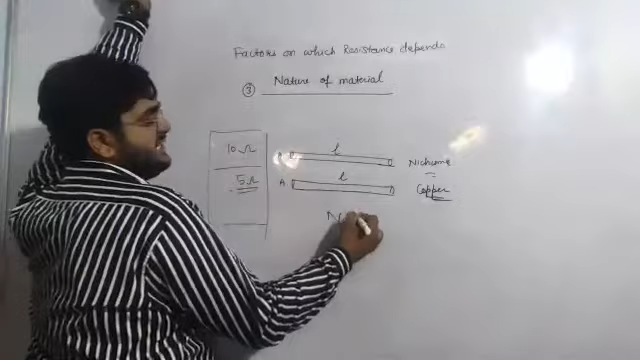 Factors on which Resistance depends
③ Nature of material
10 Ω A l Nichrome
5 Ω A l Copper
N